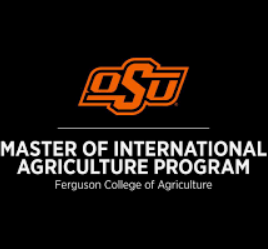 OSU
MASTER OF INTERNATIONAL
AGRICULTURE PROGRAM
Ferguson College of Agriculture